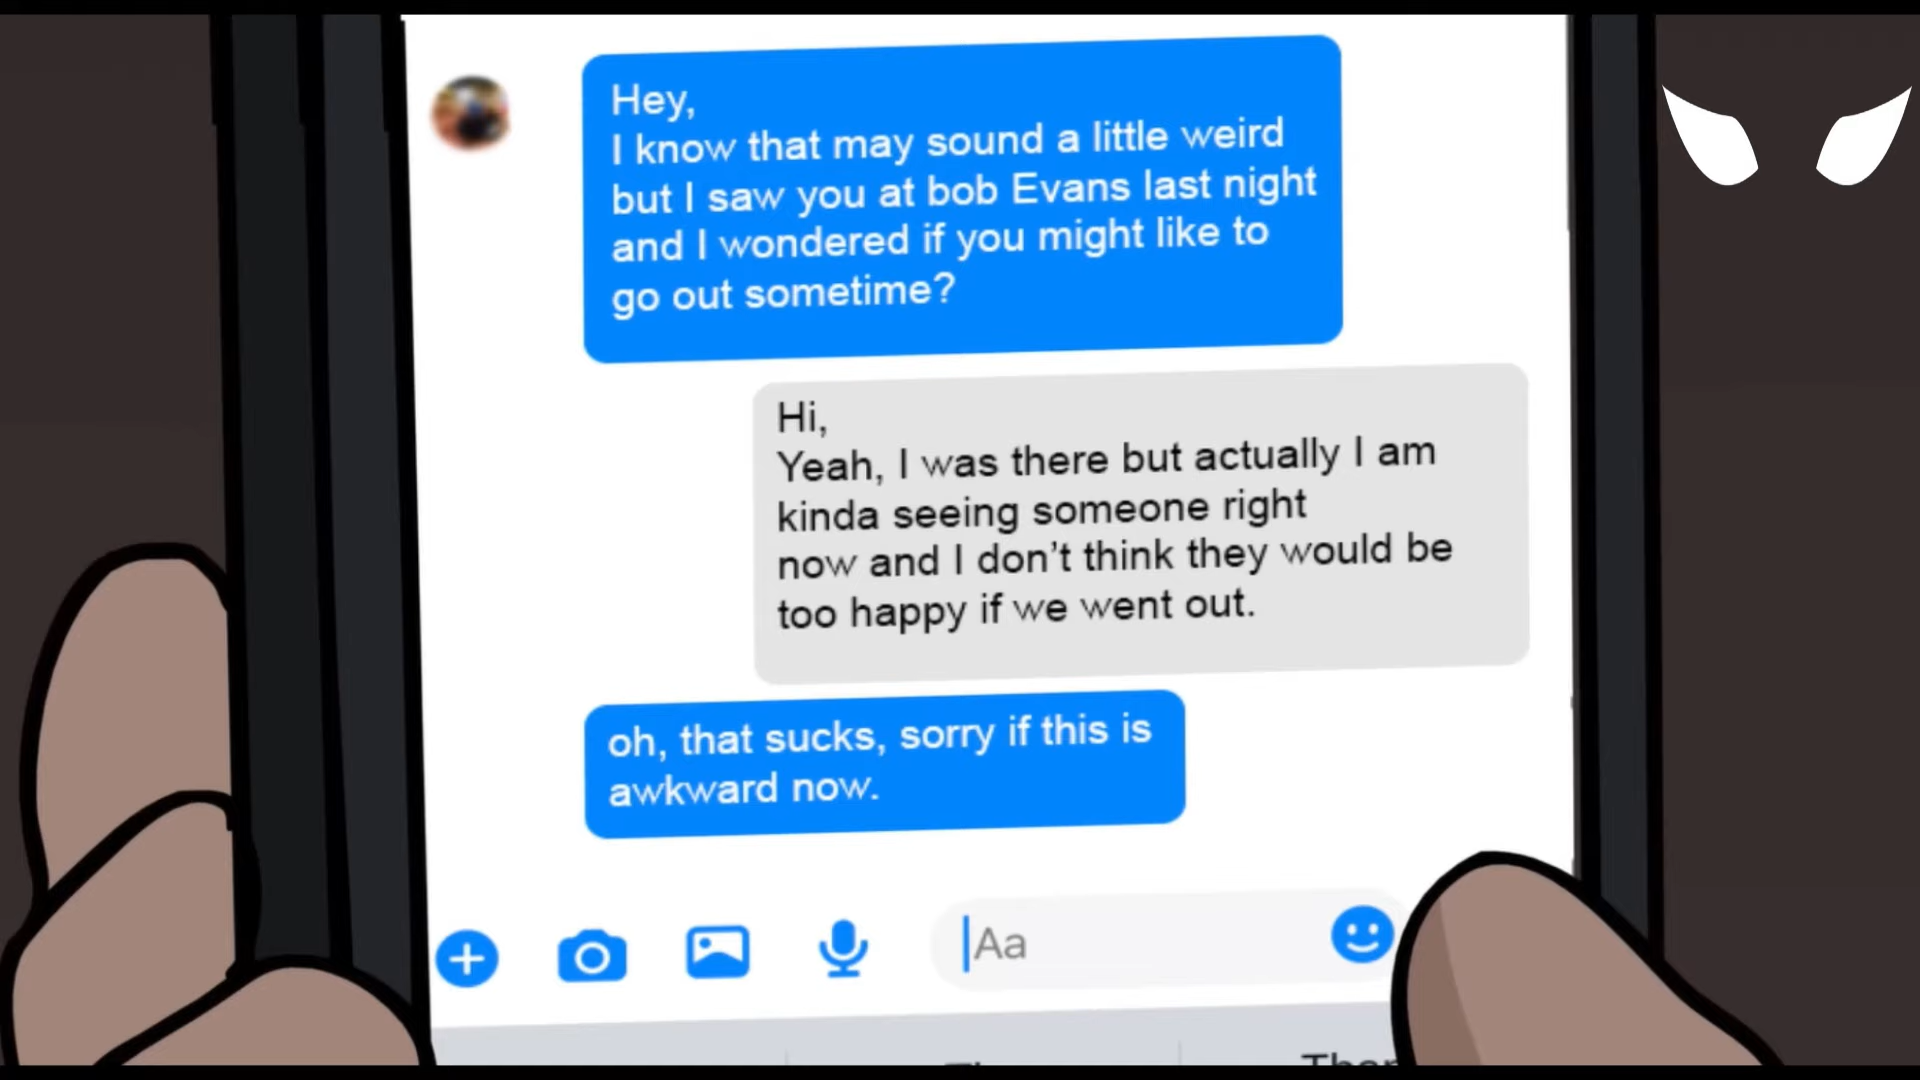 Hey,
I know that may sound a little weird
but I saw you at bob Evans last night
and I wondered if you might like to
go out sometime?
Hi,
Yeah, I was there but actually I am
kinda seeing someone right
now and I don’t think they would be
too happy if we went out.
oh, that sucks, sorry if this is
awkward now.
Aa